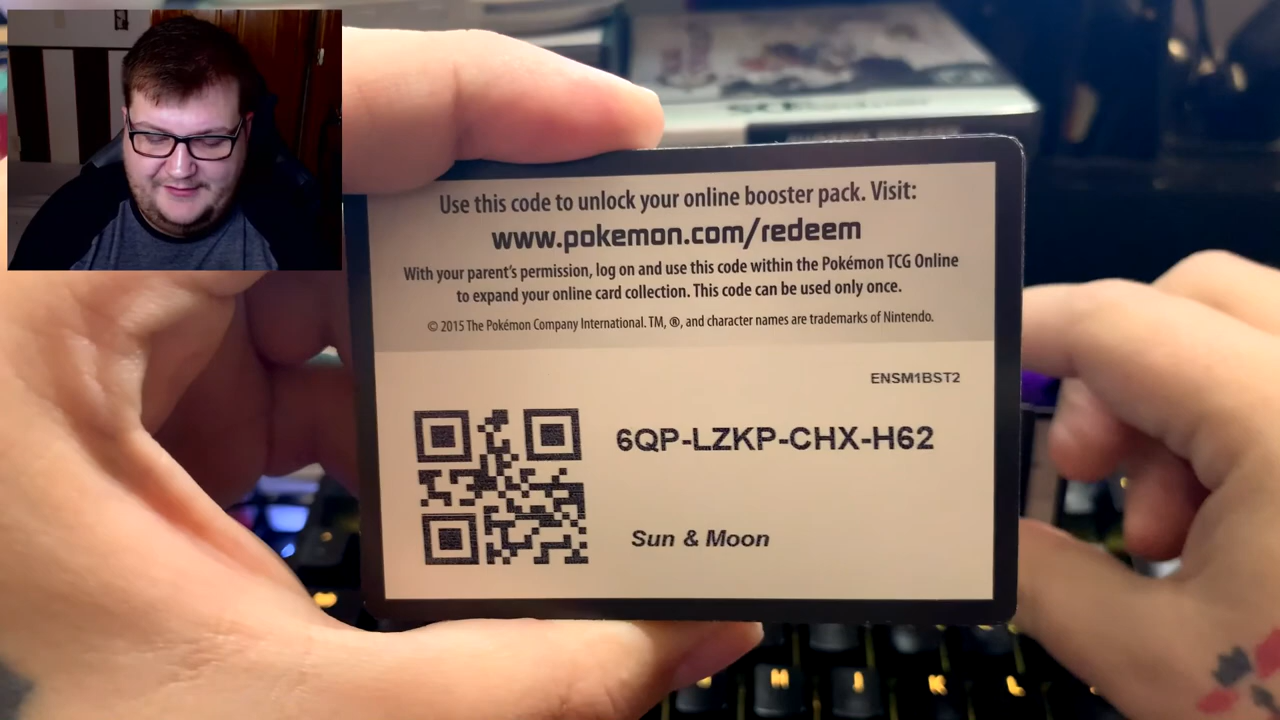 Use this code to unlock your online booster pack. Visit:
www.pokemon.com/redeem
With your parent's permission, log on and use this code within the Pokémon TCG Online
to expand your online card collection. This code can be used only once.
© 2015 The Pokémon Company International. TM, ®, and character names are trademarks of Nintendo.
ENSM1BST2
6QP-LZKP-CHX-H62
Sun & Moon
M
J
K
L